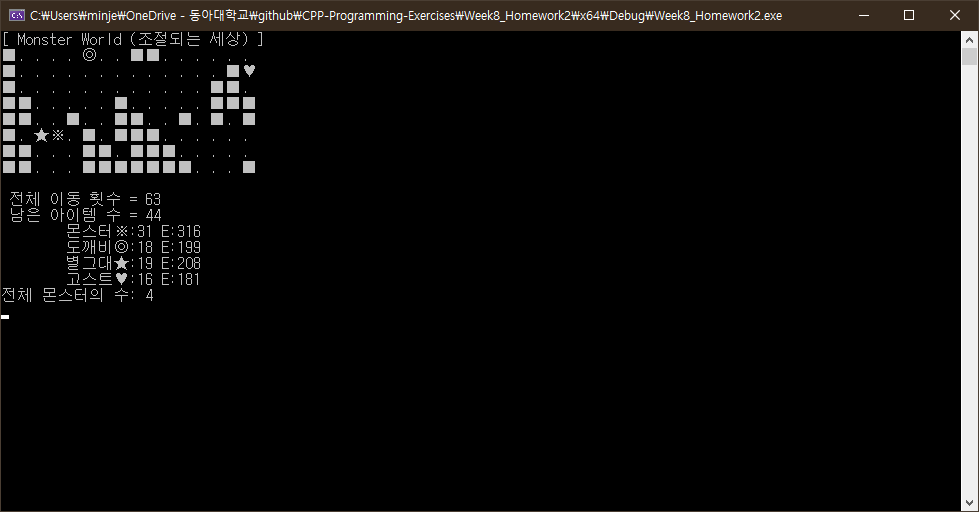 C:\Users\minje\OneDrive - 동아대학교\github\CPP-Programming-Exercises\Week8_Homework2\x64\Debug\Week8_Homework2.exe
[ Monster World (조절되는 세상) ]
■. . . . ◎. . ■■. . . . . .
■. . . . . . . . . . . . . ■♥
■. . . . . . . . . . . . ■■.
■■. . . . . ■. . . . . ■■■
■■. . ■. . ■■. . ■. ■. ■
■. ★※. ■. ■■■. . . . . .
■■. . . ■■. ■■■. . . . .
■■. . . ■■■■■■■. . . ■
전체 이동 횟수 = 63
남은 아이템 수 = 44
몬스터※:31 E:316
도깨비◎:18 E:199
별그대★:19 E:208
고스트♥:16 E:181
전체 몬스터의 수: 4